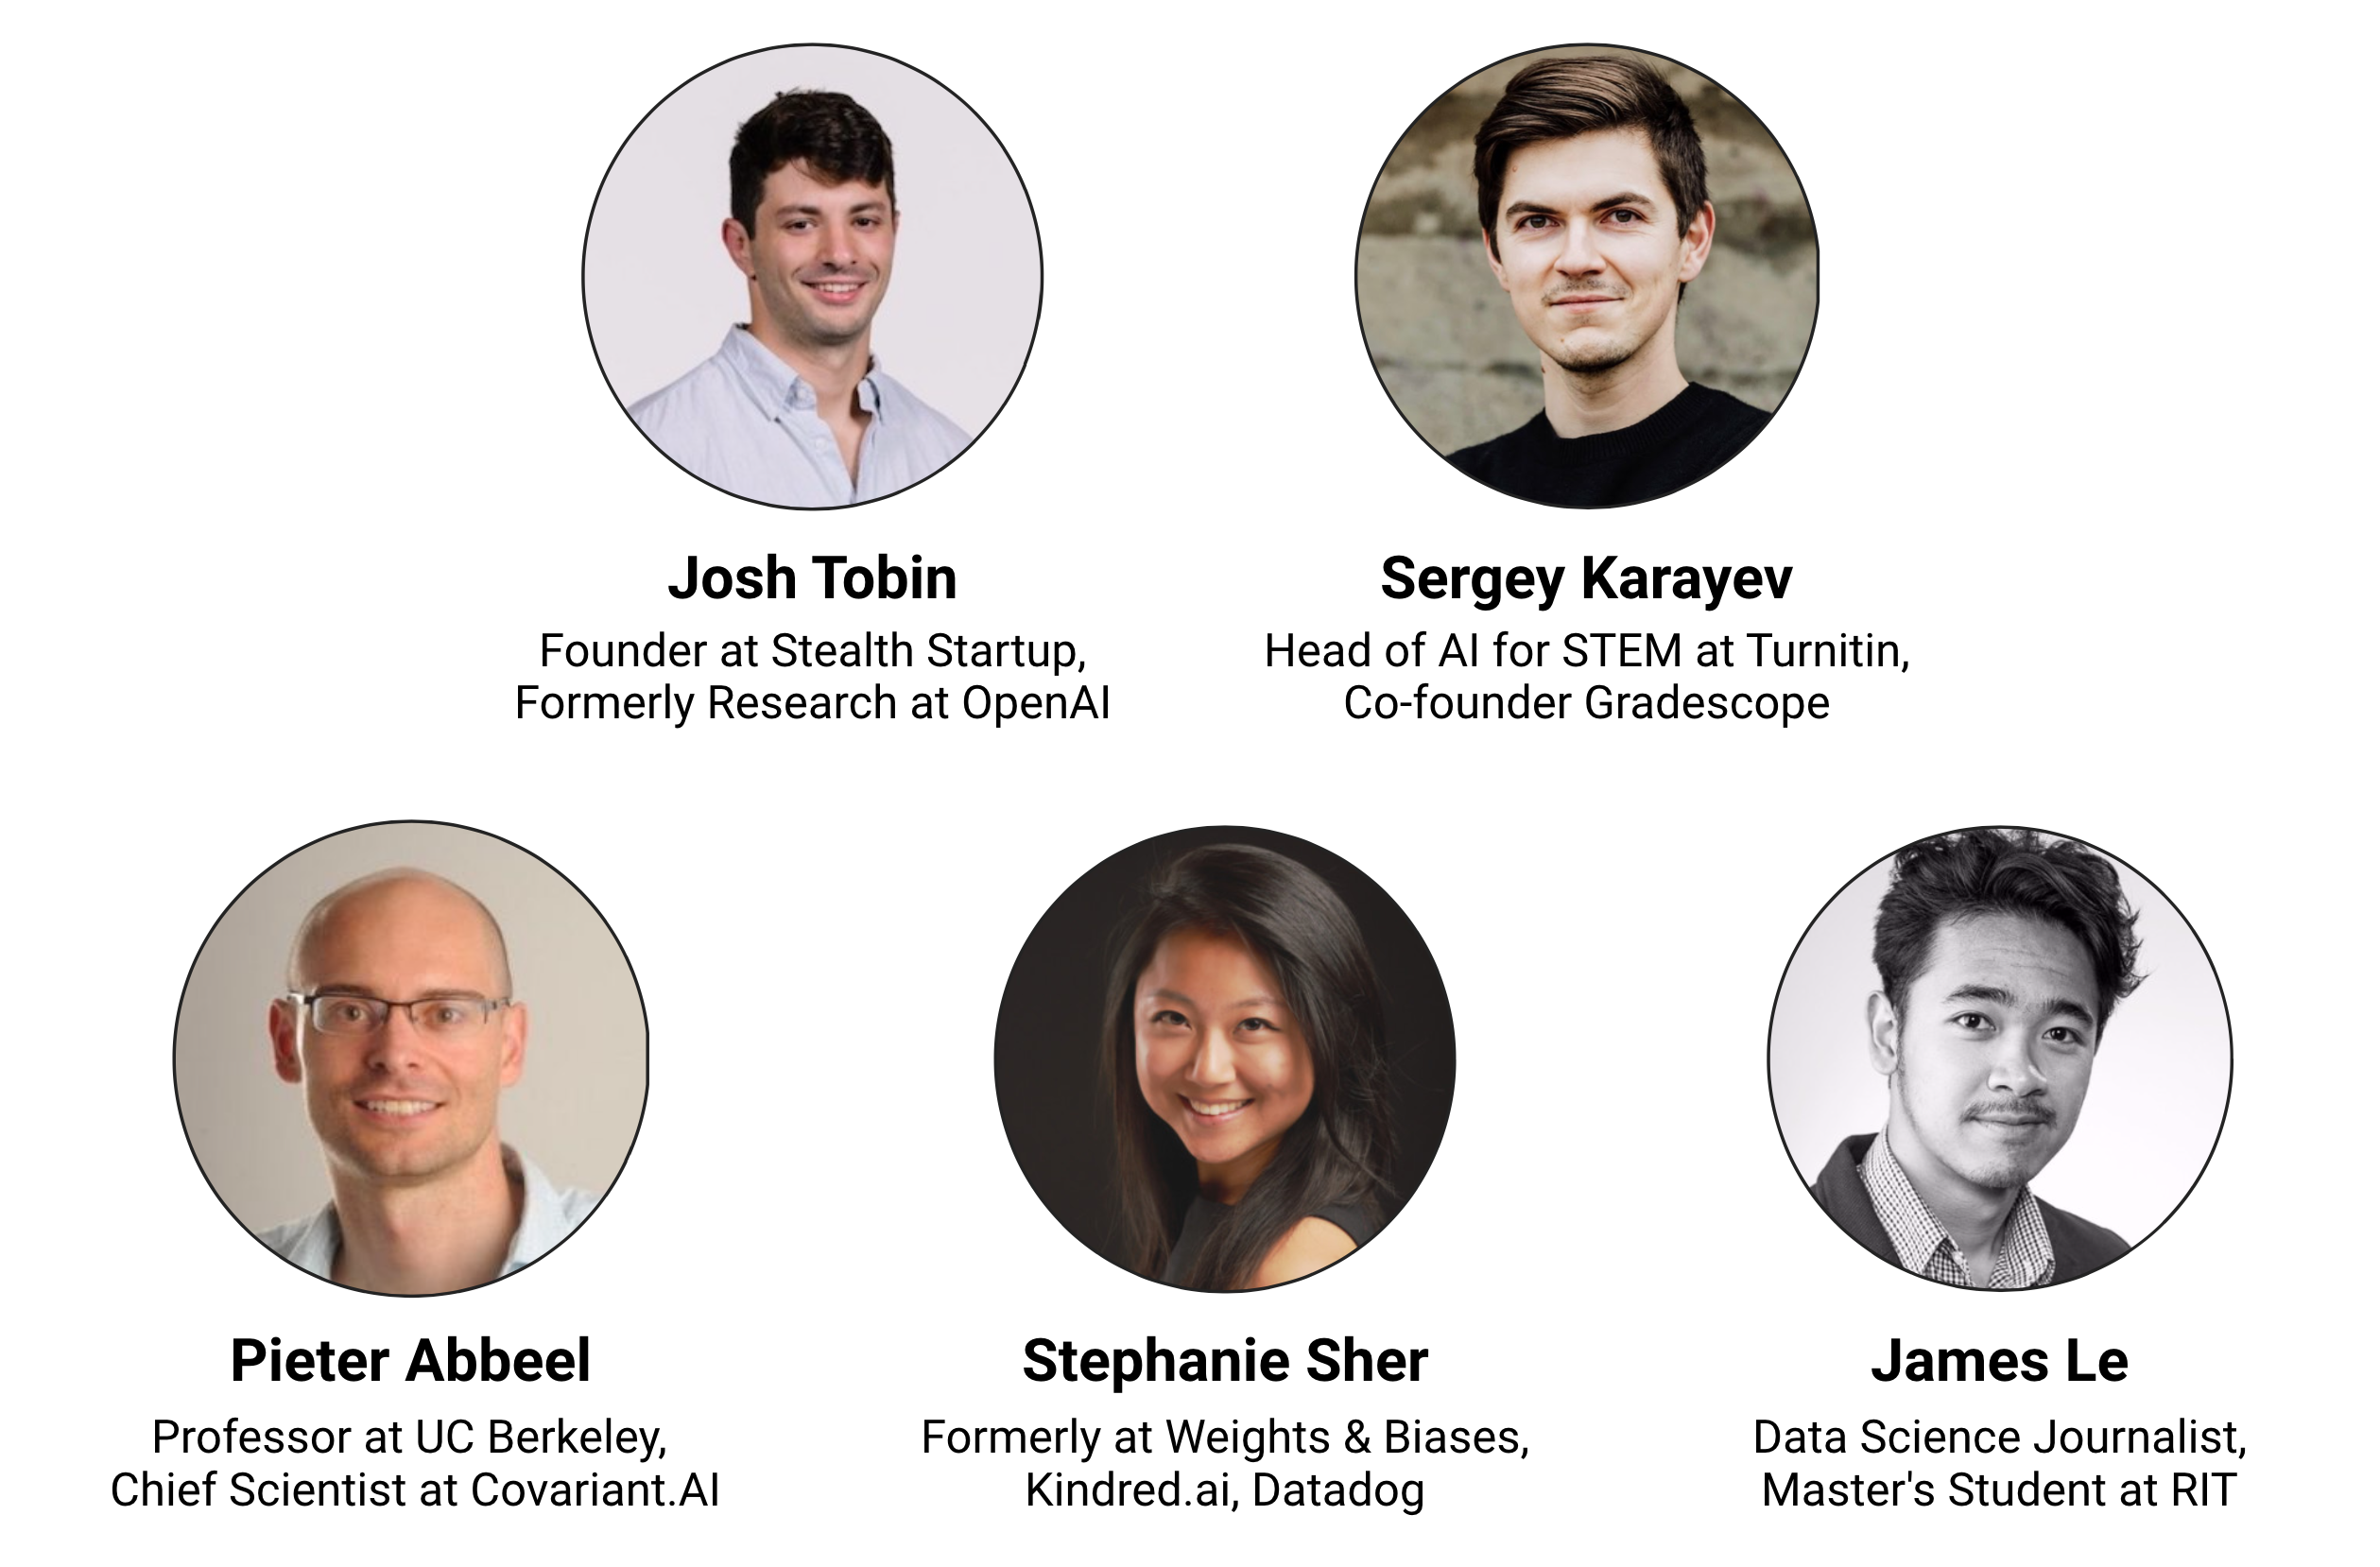 Josh Tobin
Founder at Stealth Startup,
Formerly Research at OpenAI
Sergey Karayev
Head of AI for STEM at Turnitin,
Co-founder Gradescope
Pieter Abbeel
Professor at UC Berkeley,
Chief Scientist at Covariant.AI
Stephanie Sher
Formerly at Weights & Biases,
Kindred.ai, Datadog
James Le
Data Science Journalist,
Master's Student at RIT